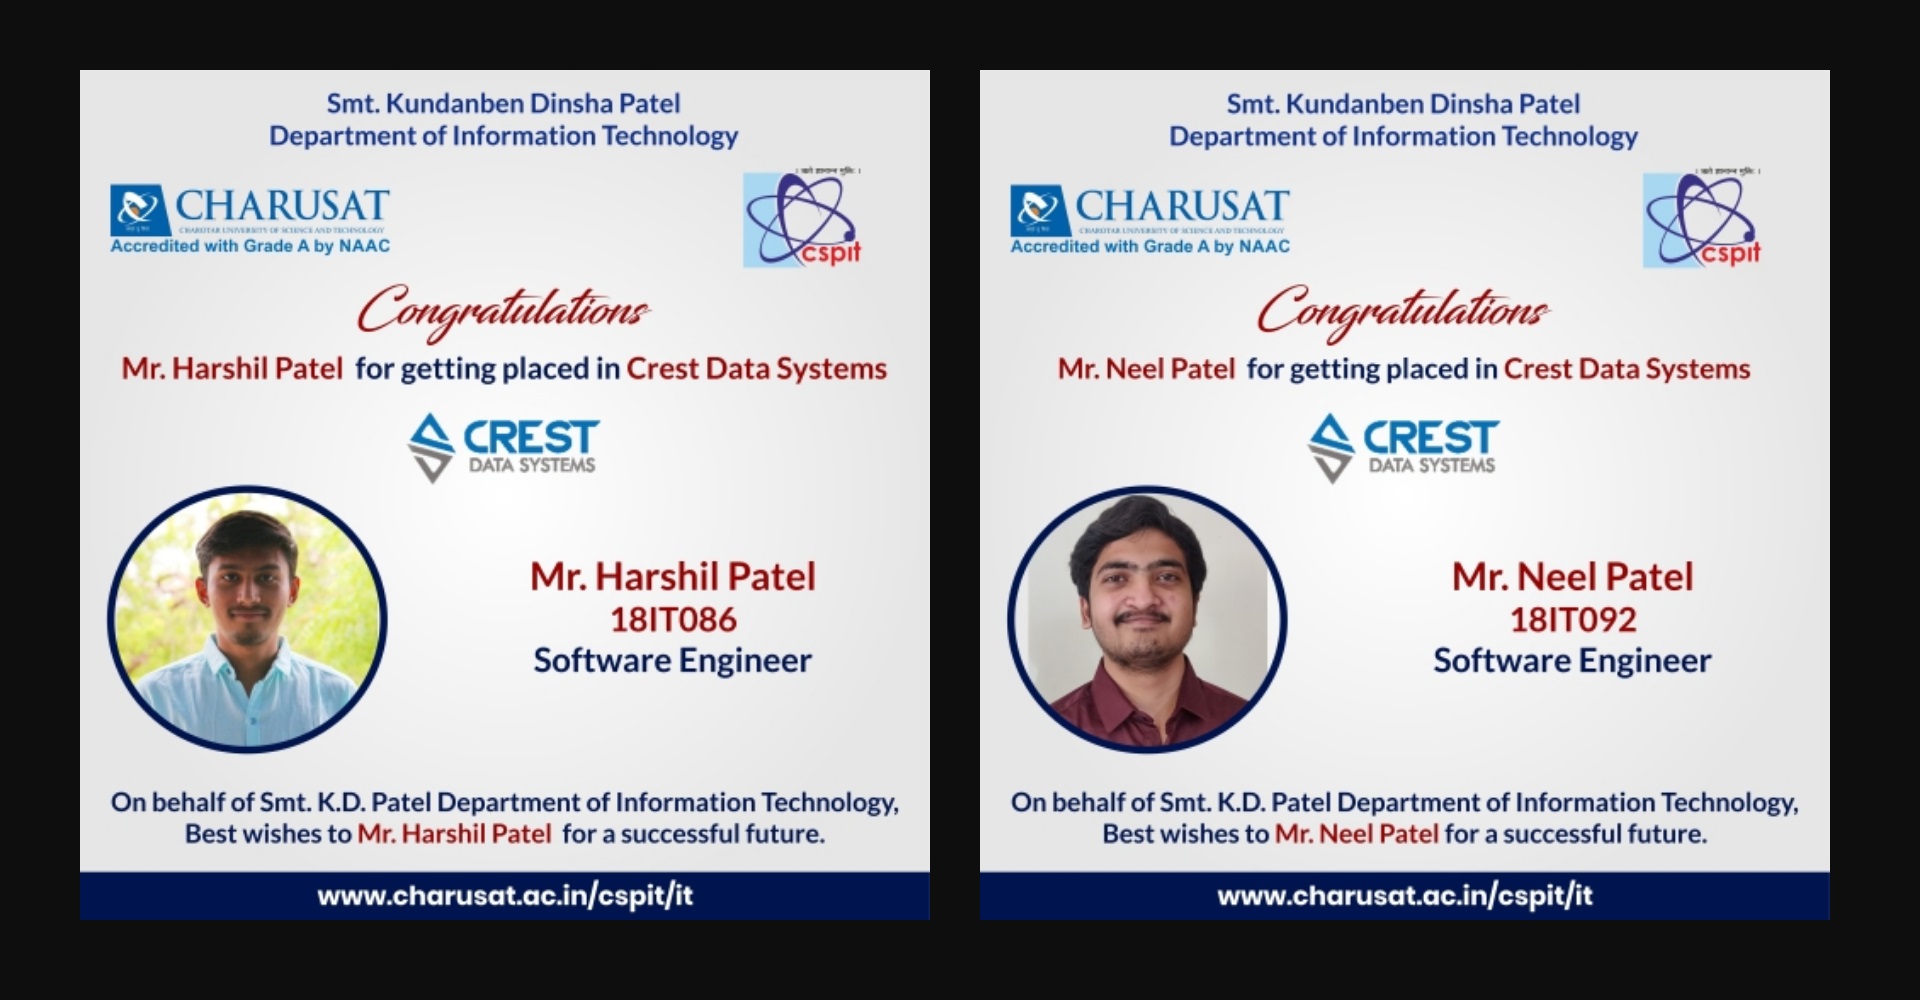 Smt. Kundanben Dinsha Patel
Department of Information Technology
CHARUSAT
CHAROTAR UNIVERSITY OF SCIENCE AND TECHNOLOGY
Accredited with Grade A by NAAC
cspit
Congratulations
Mr. Harshil Patel for getting placed in Crest Data Systems
CREST
DATA SYSTEMS
Mr. Harshil Patel
18IT086
Software Engineer
On behalf of Smt. K.D. Patel Department of Information Technology,
Best wishes to Mr. Harshil Patel for a successful future.
www.charusat.ac.in/cspit/it
Smt. Kundanben Dinsha Patel
Department of Information Technology
CHARUSAT
CHAROTAR UNIVERSITY OF SCIENCE AND TECHNOLOGY
Accredited with Grade A by NAAC
cspit
Congratulations
Mr. Neel Patel for getting placed in Crest Data Systems
CREST
DATA SYSTEMS
Mr. Neel Patel
18IT092
Software Engineer
On behalf of Smt. K.D. Patel Department of Information Technology,
Best wishes to Mr. Neel Patel for a successful future.
www.charusat.ac.in/cspit/it